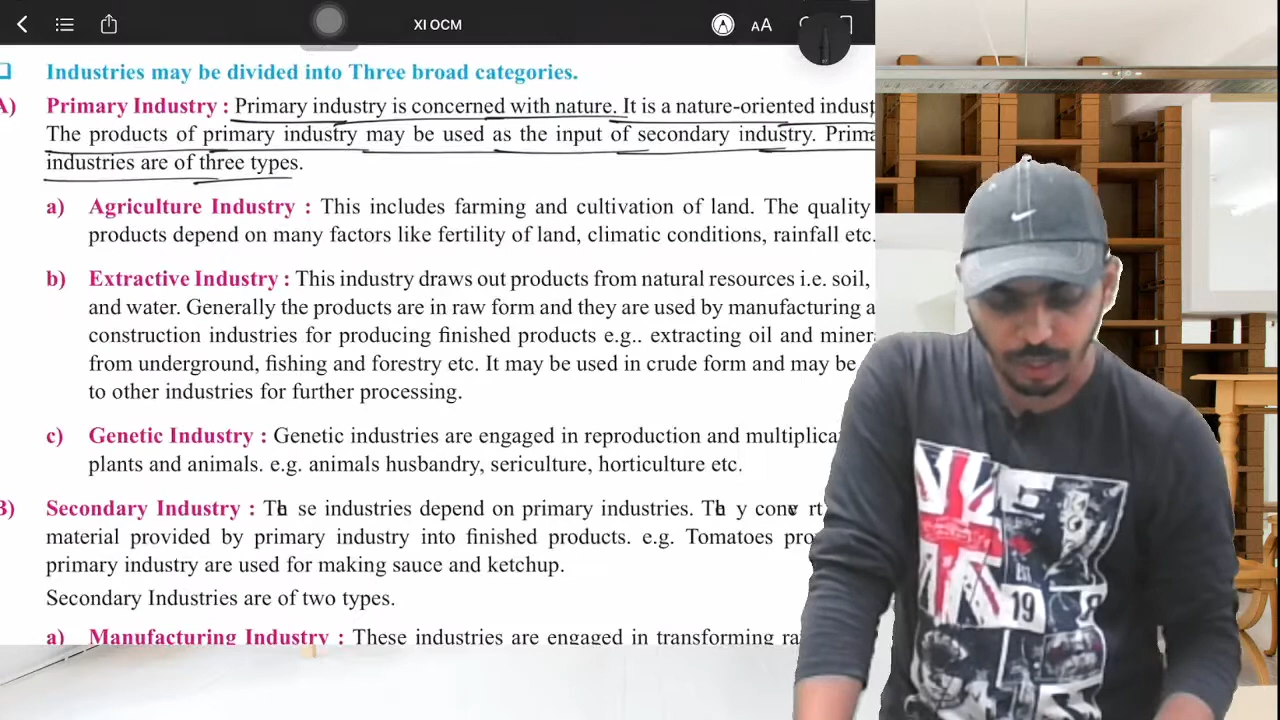 XI OCM
AA
Industries may be divided into Three broad categories.
A) Primary Industry : Primary industry is concerned with nature. It is a nature-oriented
The products of primary industry may be used as the input of secondary industry.
industries are of three types.
a) Agriculture Industry : This includes farming and cultivation of land. The quality
products depend on many factors like fertility of land, climatic conditions, rainfall etc.
b) Extractive Industry : This industry draws out products from natural resources i.e. soil,
and water. Generally the products are in raw form and they are used by manufacturing
construction industries for producing finished products e.g.. extracting oil and
from underground, fishing and forestry etc. It may be used in crude form and may be
to other industries for further processing.
c) Genetic Industry : Genetic industries are engaged in reproduction and
plants and animals. e.g. animals husbandry, sericulture, horticulture etc.
B) Secondary Industry : These industries depend on primary industries. They convert
material provided by primary industry into finished products. e.g. Tomatoes
primary industry are used for making sauce and ketchup.
Secondary Industries are of two types.
a) Manufacturing Industry : These industries are engaged in transforming
19